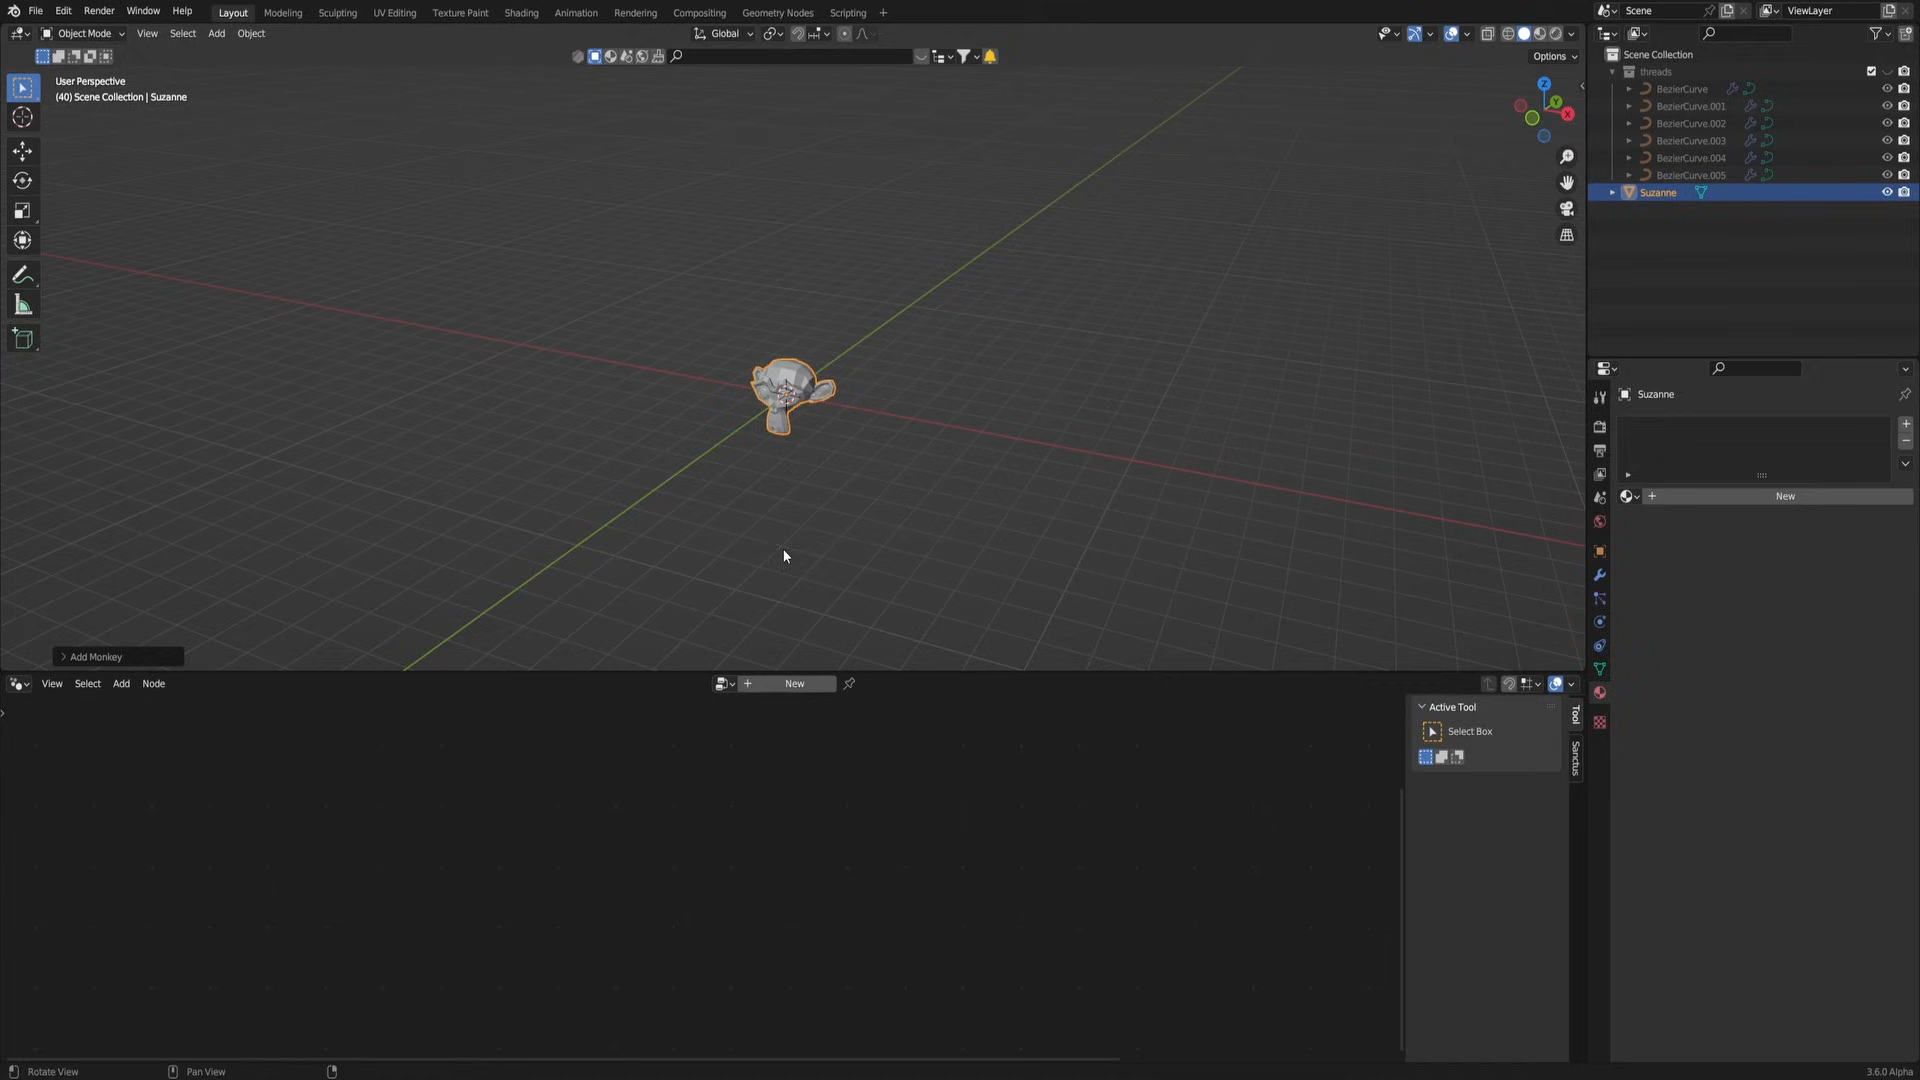 File Edit Render Window Help Layout Modeling Sculpting UV Editing Texture Paint Shading Animation Rendering Compositing Geometry Nodes Scripting + Scene ViewLayer
Object Mode View Select Add Object Global
Options
User Perspective
(40) Scene Collection | Suzanne
Z
Y
X
Add Monkey
Scene Collection
threads
BezierCurve
BezierCurve.001
BezierCurve.002
BezierCurve.003
BezierCurve.004
BezierCurve.005
Suzanne
Suzanne
+ New
View Select Add Node + New
Active Tool
Select Box
Tool
Sanctus
Rotate View Pan View 3.6.0 Alpha